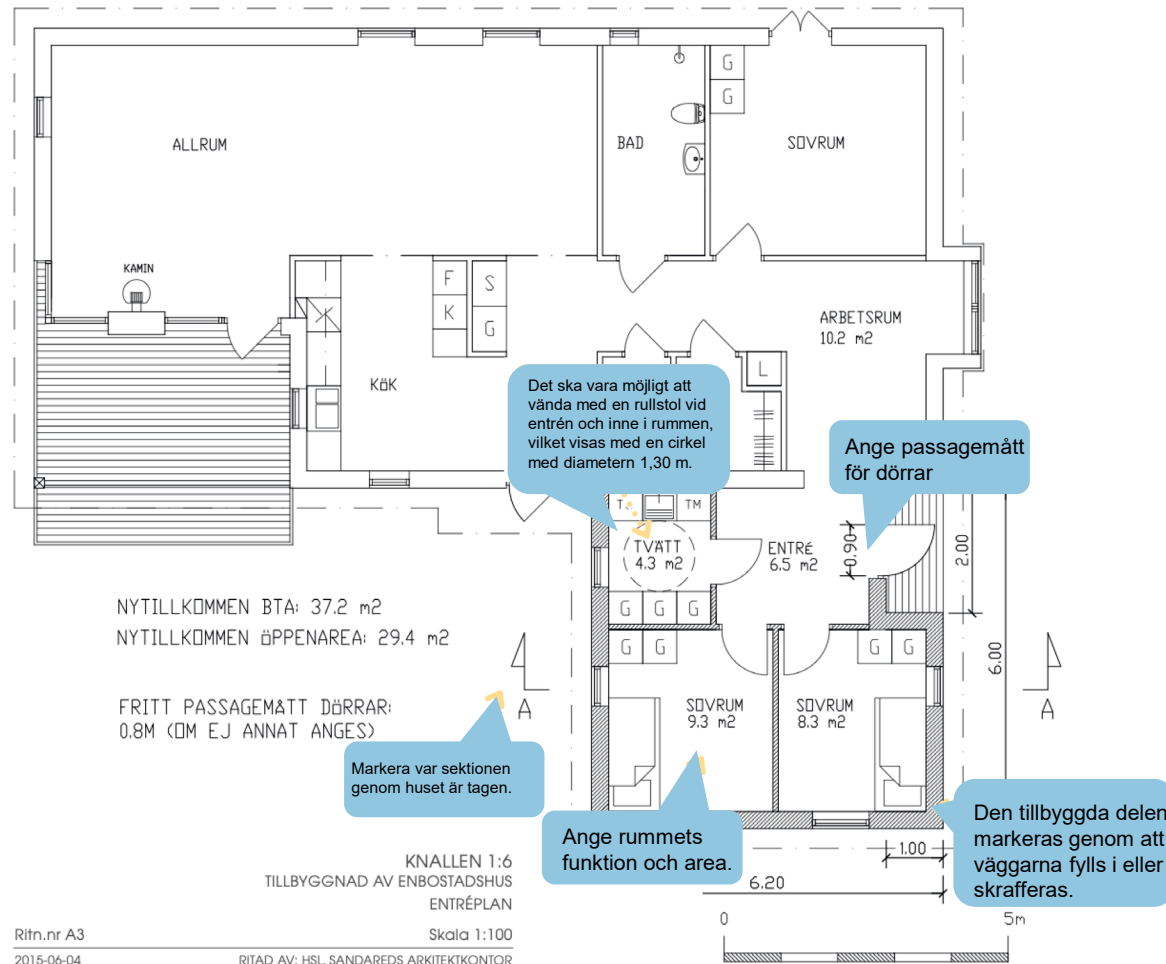 ALLRUM
BAD
G
G
SOVRUM
KAMIN
F
S
K
G
ARBETSRUM
10.2 m2
KÖK
L
Det ska vara möjligt att
vända med en rullstol vid
entrén och inne i rummen,
vilket visas med en cirkel
med diametern 1,30 m.
Ange passagemått
för dörrar
TM
TVÄTT
4.3 m2
ENTRÉ
6.5 m2
0.90
2.00
G G G
NYTILLKOMMEN BTA: 37.2 m2
NYTILLKOMMEN ÖPPENAREA: 29.4 m2
G G
G G
6.00
FRITT PASSAGEMÅTT DÖRRAR:
0.8M (OM EJ ANNAT ANGES)
A
SOVRUM
9.3 m2
SOVRUM
8.3 m2
A
Markera var sektionen
genom huset är tagen.
Ange rummets
funktion och area.
Den tillbyggda delen
markeras genom att
väggarna fylls i eller
skrafferas.
1.00
6.20
KNALLEN 1:6
TILLBYGGNAD AV ENBOSTADSHUS
ENTRÉPLAN
0 5m
Ritn.nr A3 Skala 1:100
2015-06-04 RITAD AV: HSL, SANDAREDS ARKITEKTKONTOR